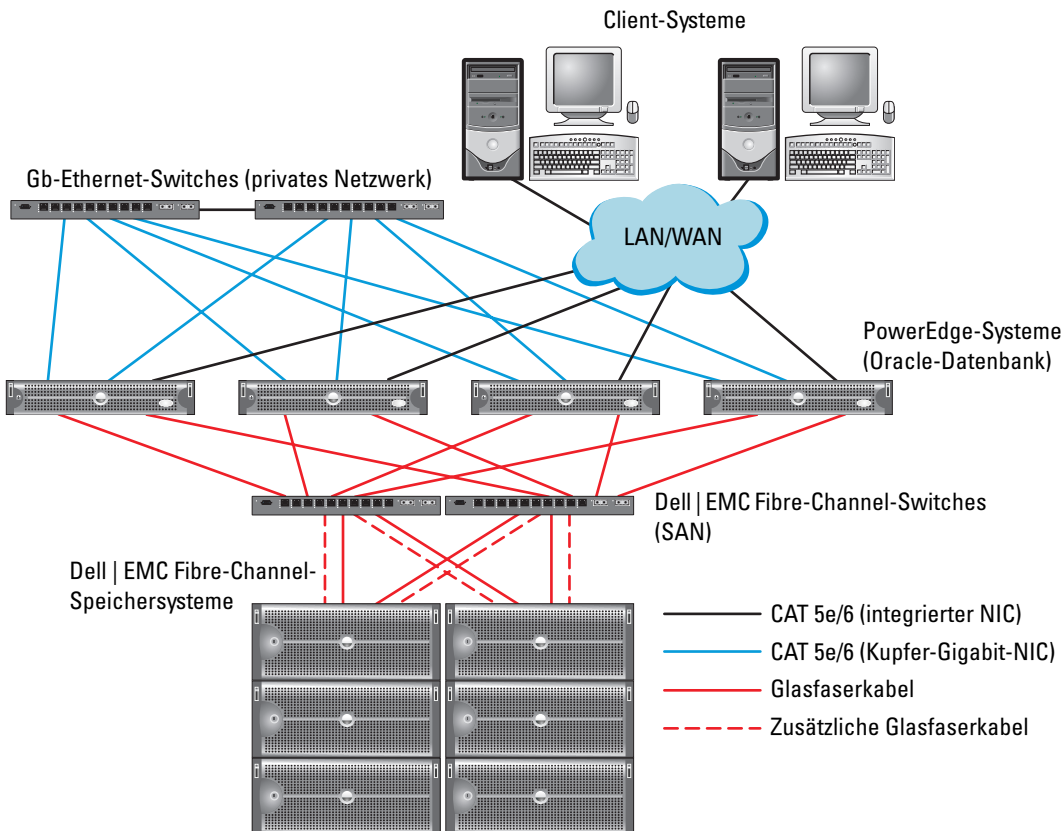 Client-Systeme
Gb-Ethernet-Switches (privates Netzwerk)
LAN/WAN
PowerEdge-Systeme
(Oracle-Datenbank)
Dell | EMC Fibre-Channel-Switches
(SAN)
Dell | EMC Fibre-Channel-
Speichersysteme
CAT 5e/6 (integrierter NIC)
CAT 5e/6 (Kupfer-Gigabit-NIC)
Glasfaserkabel
Zusätzliche Glasfaserkabel